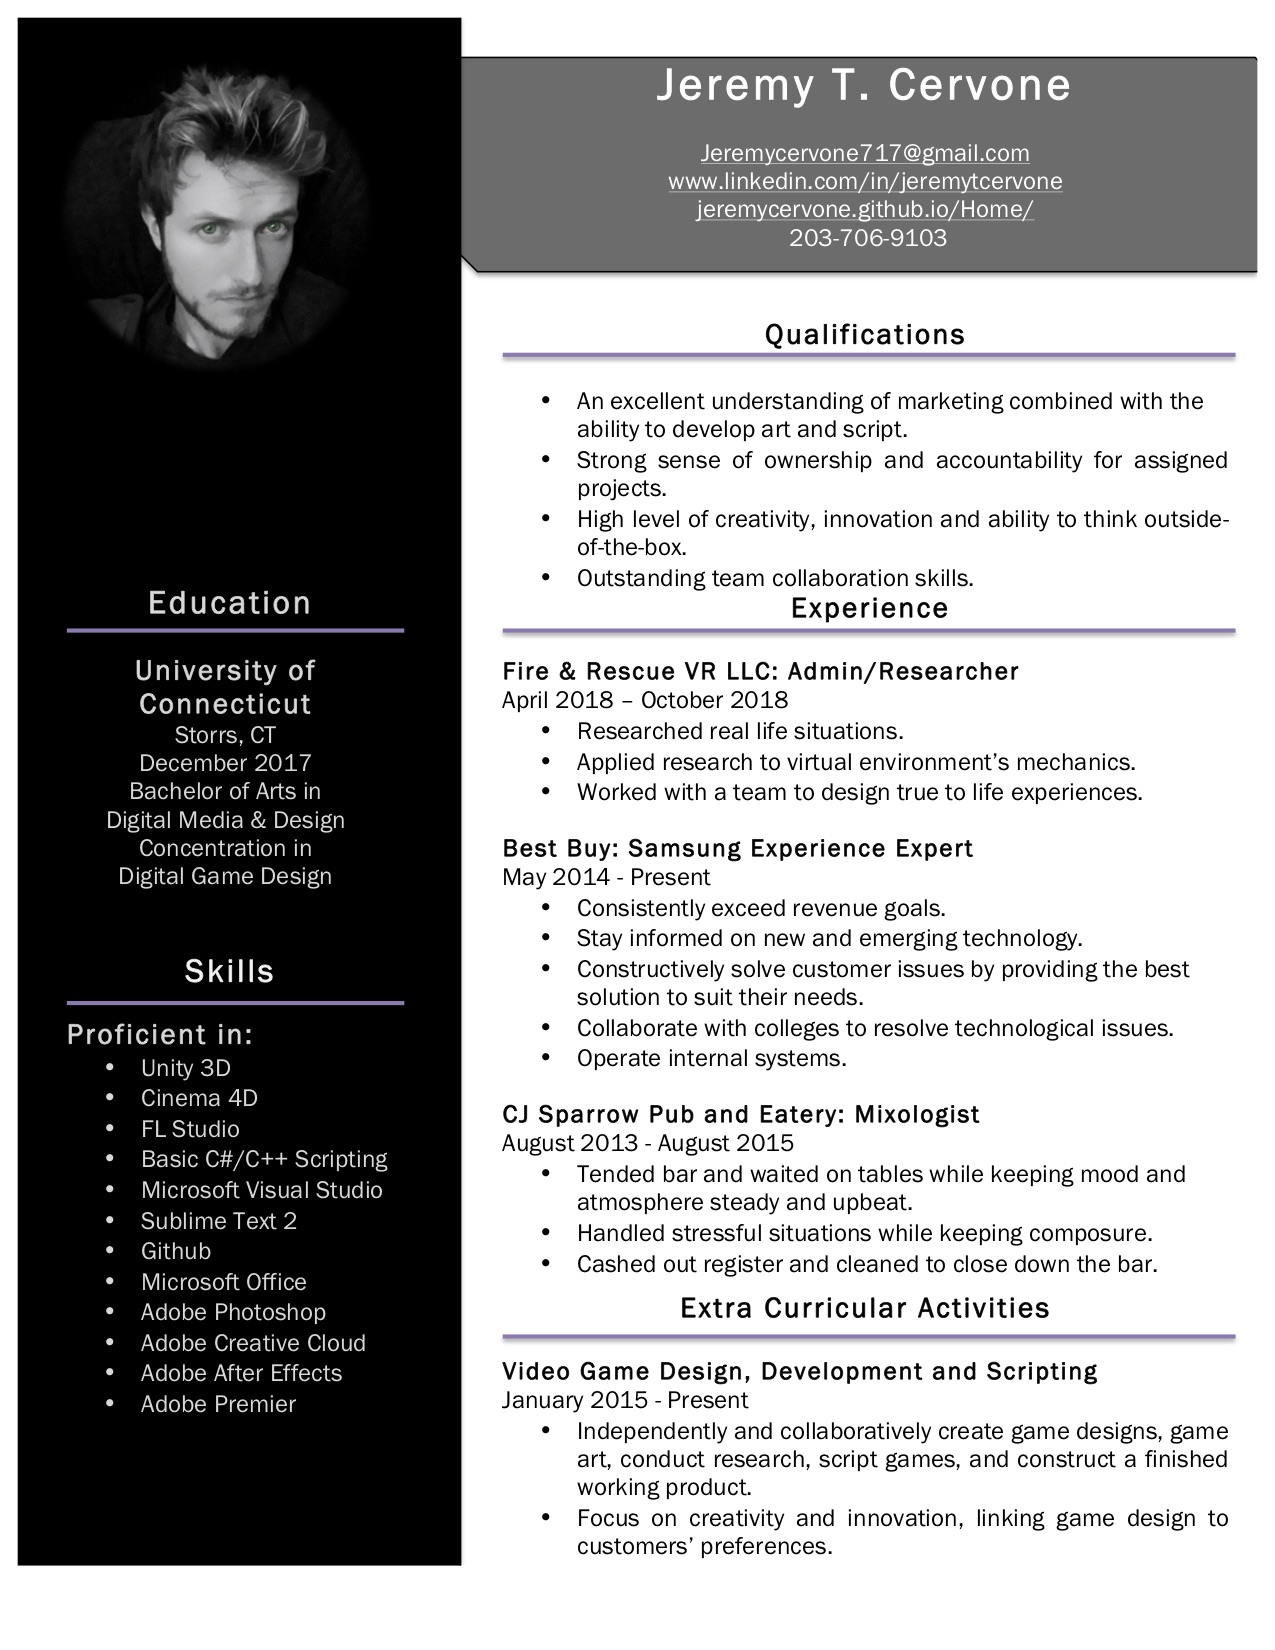 Jeremy T. Cervone
Jeremycervone717@gmail.com
www.linkedin.com/in/jeremytcervone
jeremycervone.github.io/Home/
203-706-9103
Education
University of
Connecticut
Storrs, CT
December 2017
Bachelor of Arts in
Digital Media & Design
Concentration in
Digital Game Design
Skills
Proficient in:
• Unity 3D
• Cinema 4D
• FL Studio
• Basic C#/C++ Scripting
• Microsoft Visual Studio
• Sublime Text 2
• Github
• Microsoft Office
• Adobe Photoshop
• Adobe Creative Cloud
• Adobe After Effects
• Adobe Premier
Qualifications
• An excellent understanding of marketing combined with the
ability to develop art and script.
• Strong sense of ownership and accountability for assigned
projects.
• High level of creativity, innovation and ability to think outside-
of-the-box.
• Outstanding team collaboration skills.
Experience
Fire & Rescue VR LLC: Admin/Researcher
April 2018 – October 2018
• Researched real life situations.
• Applied research to virtual environment’s mechanics.
• Worked with a team to design true to life experiences.
Best Buy: Samsung Experience Expert
May 2014 - Present
• Consistently exceed revenue goals.
• Stay informed on new and emerging technology.
• Constructively solve customer issues by providing the best
solution to suit their needs.
• Collaborate with colleges to resolve technological issues.
• Operate internal systems.
CJ Sparrow Pub and Eatery: Mixologist
August 2013 - August 2015
• Tended bar and waited on tables while keeping mood and
atmosphere steady and upbeat.
• Handled stressful situations while keeping composure.
• Cashed out register and cleaned to close down the bar.
Extra Curricular Activities
Video Game Design, Development and Scripting
January 2015 - Present
• Independently and collaboratively create game designs, game
art, conduct research, script games, and construct a finished
working product.
• Focus on creativity and innovation, linking game design to
customers’ preferences.